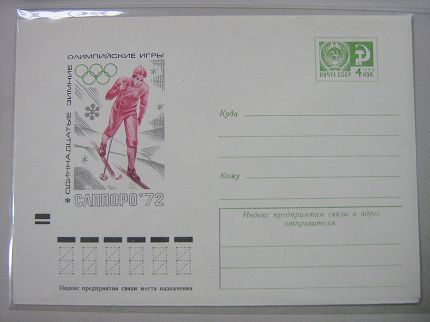 ОДИННАДЦАТЫЕ ЗИМНИЕ ОЛИМПИЙСКИЕ ИГРЫ
САППОРО'72
ПОЧТА СССР
4 КОП.
Куда
Кому
Индекс предприятия связи и адрес
отправителя
Индекс предприятия связи места назначения